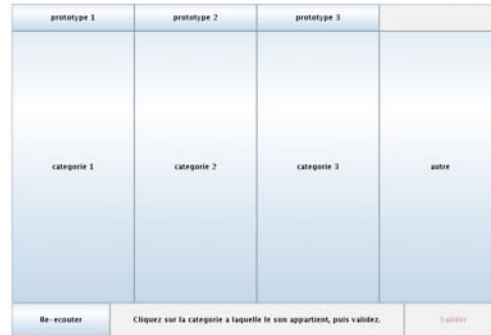 prototype 1 prototype 2 prototype 3
categorie 1 categorie 2 categorie 3 autre
Re-ecouter Cliquez sur la categorie a laquelle le son appartient, puis validez. Valider